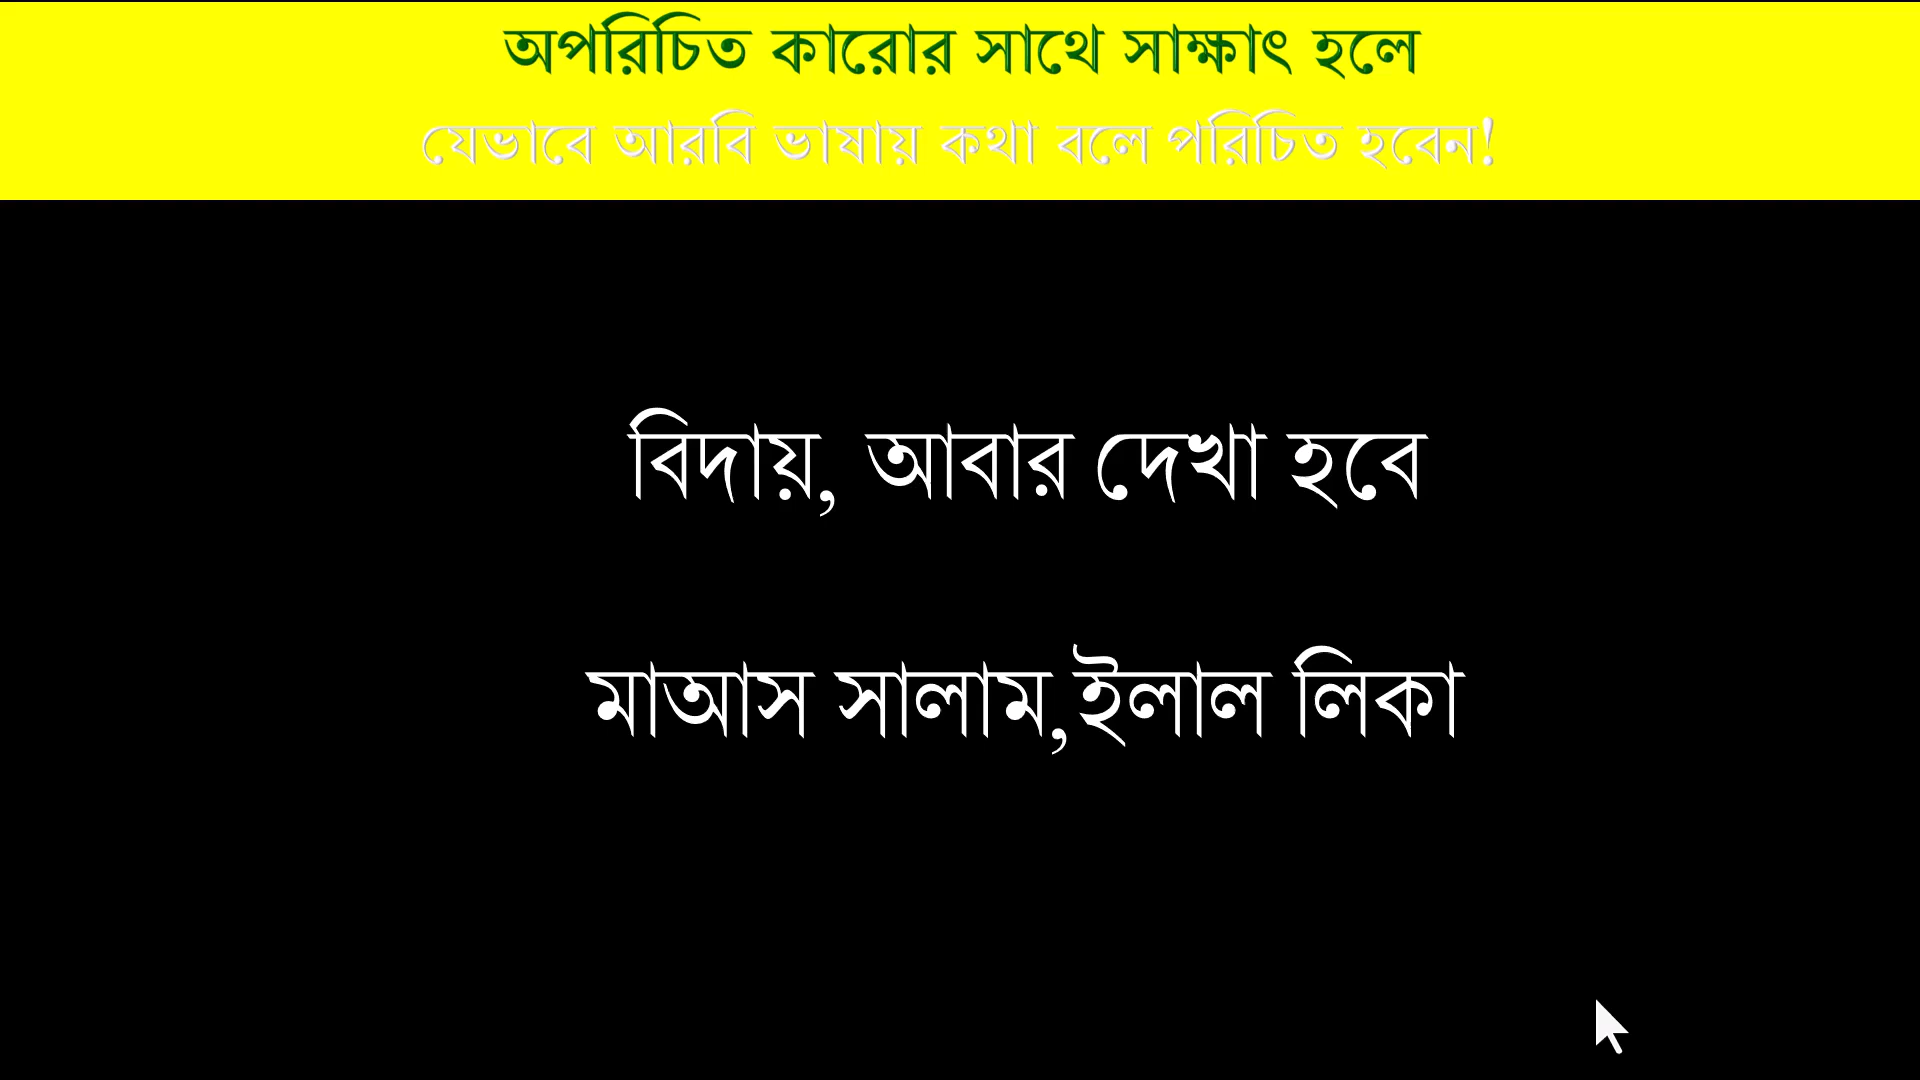 অপরিচিত কারোর সাথে সাক্ষাৎ হলে
যেভাবে আরবি ভাষায় কথা বলে পরিচিত হবেন!
বিদায়, আবার দেখা হবে
মাআস সালাম,ইলাল লিকা